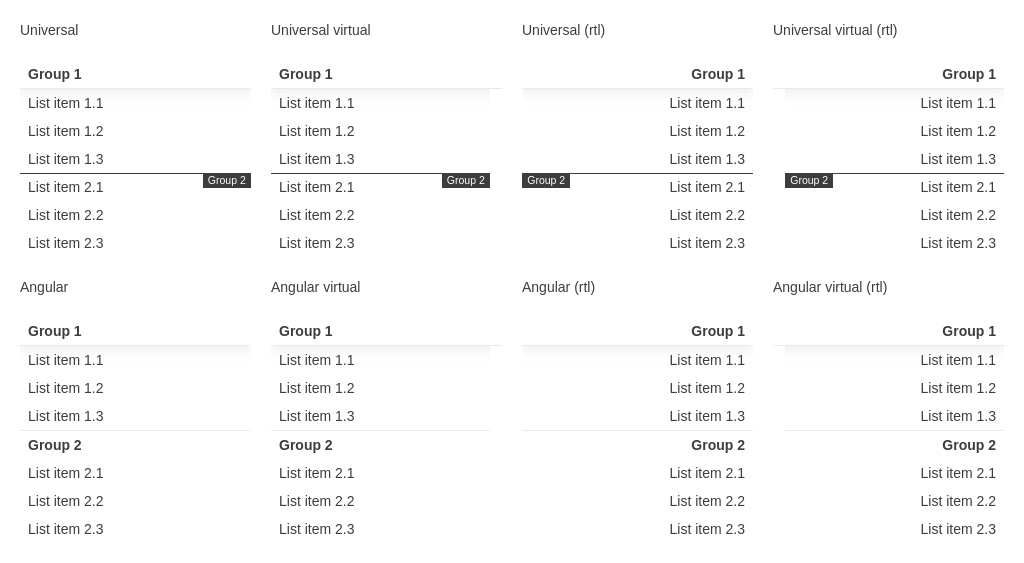 Universal
Group 1
List item 1.1
List item 1.2
List item 1.3
Group 2
List item 2.1
List item 2.2
List item 2.3
Universal virtual
Group 1
List item 1.1
List item 1.2
List item 1.3
Group 2
List item 2.1
List item 2.2
List item 2.3
Universal (rtl)
Group 1
List item 1.1
List item 1.2
List item 1.3
Group 2
List item 2.1
List item 2.2
List item 2.3
Universal virtual (rtl)
Group 1
List item 1.1
List item 1.2
List item 1.3
Group 2
List item 2.1
List item 2.2
List item 2.3
Angular
Group 1
List item 1.1
List item 1.2
List item 1.3
Group 2
List item 2.1
List item 2.2
List item 2.3
Angular virtual
Group 1
List item 1.1
List item 1.2
List item 1.3
Group 2
List item 2.1
List item 2.2
List item 2.3
Angular (rtl)
Group 1
List item 1.1
List item 1.2
List item 1.3
Group 2
List item 2.1
List item 2.2
List item 2.3
Angular virtual (rtl)
Group 1
List item 1.1
List item 1.2
List item 1.3
Group 2
List item 2.1
List item 2.2
List item 2.3